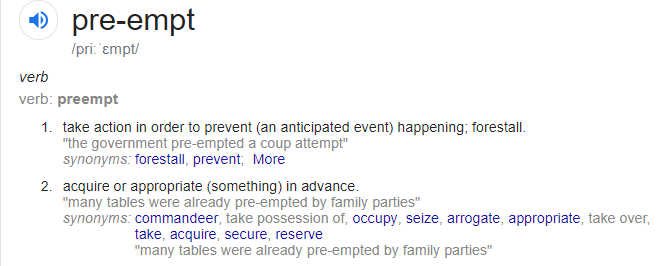 pre-empt
/priːˈɛmpt/
verb
verb: preempt
1. take action in order to prevent (an anticipated event) happening; forestall.
"the government pre-empted a coup attempt"
synonyms: forestall, prevent; More
2. acquire or appropriate (something) in advance.
"many tables were already pre-empted by family parties"
synonyms: commandeer, take possession of, occupy, seize, arrogate, appropriate, take over,
take, acquire, secure, reserve
"many tables were already pre-empted by family parties"